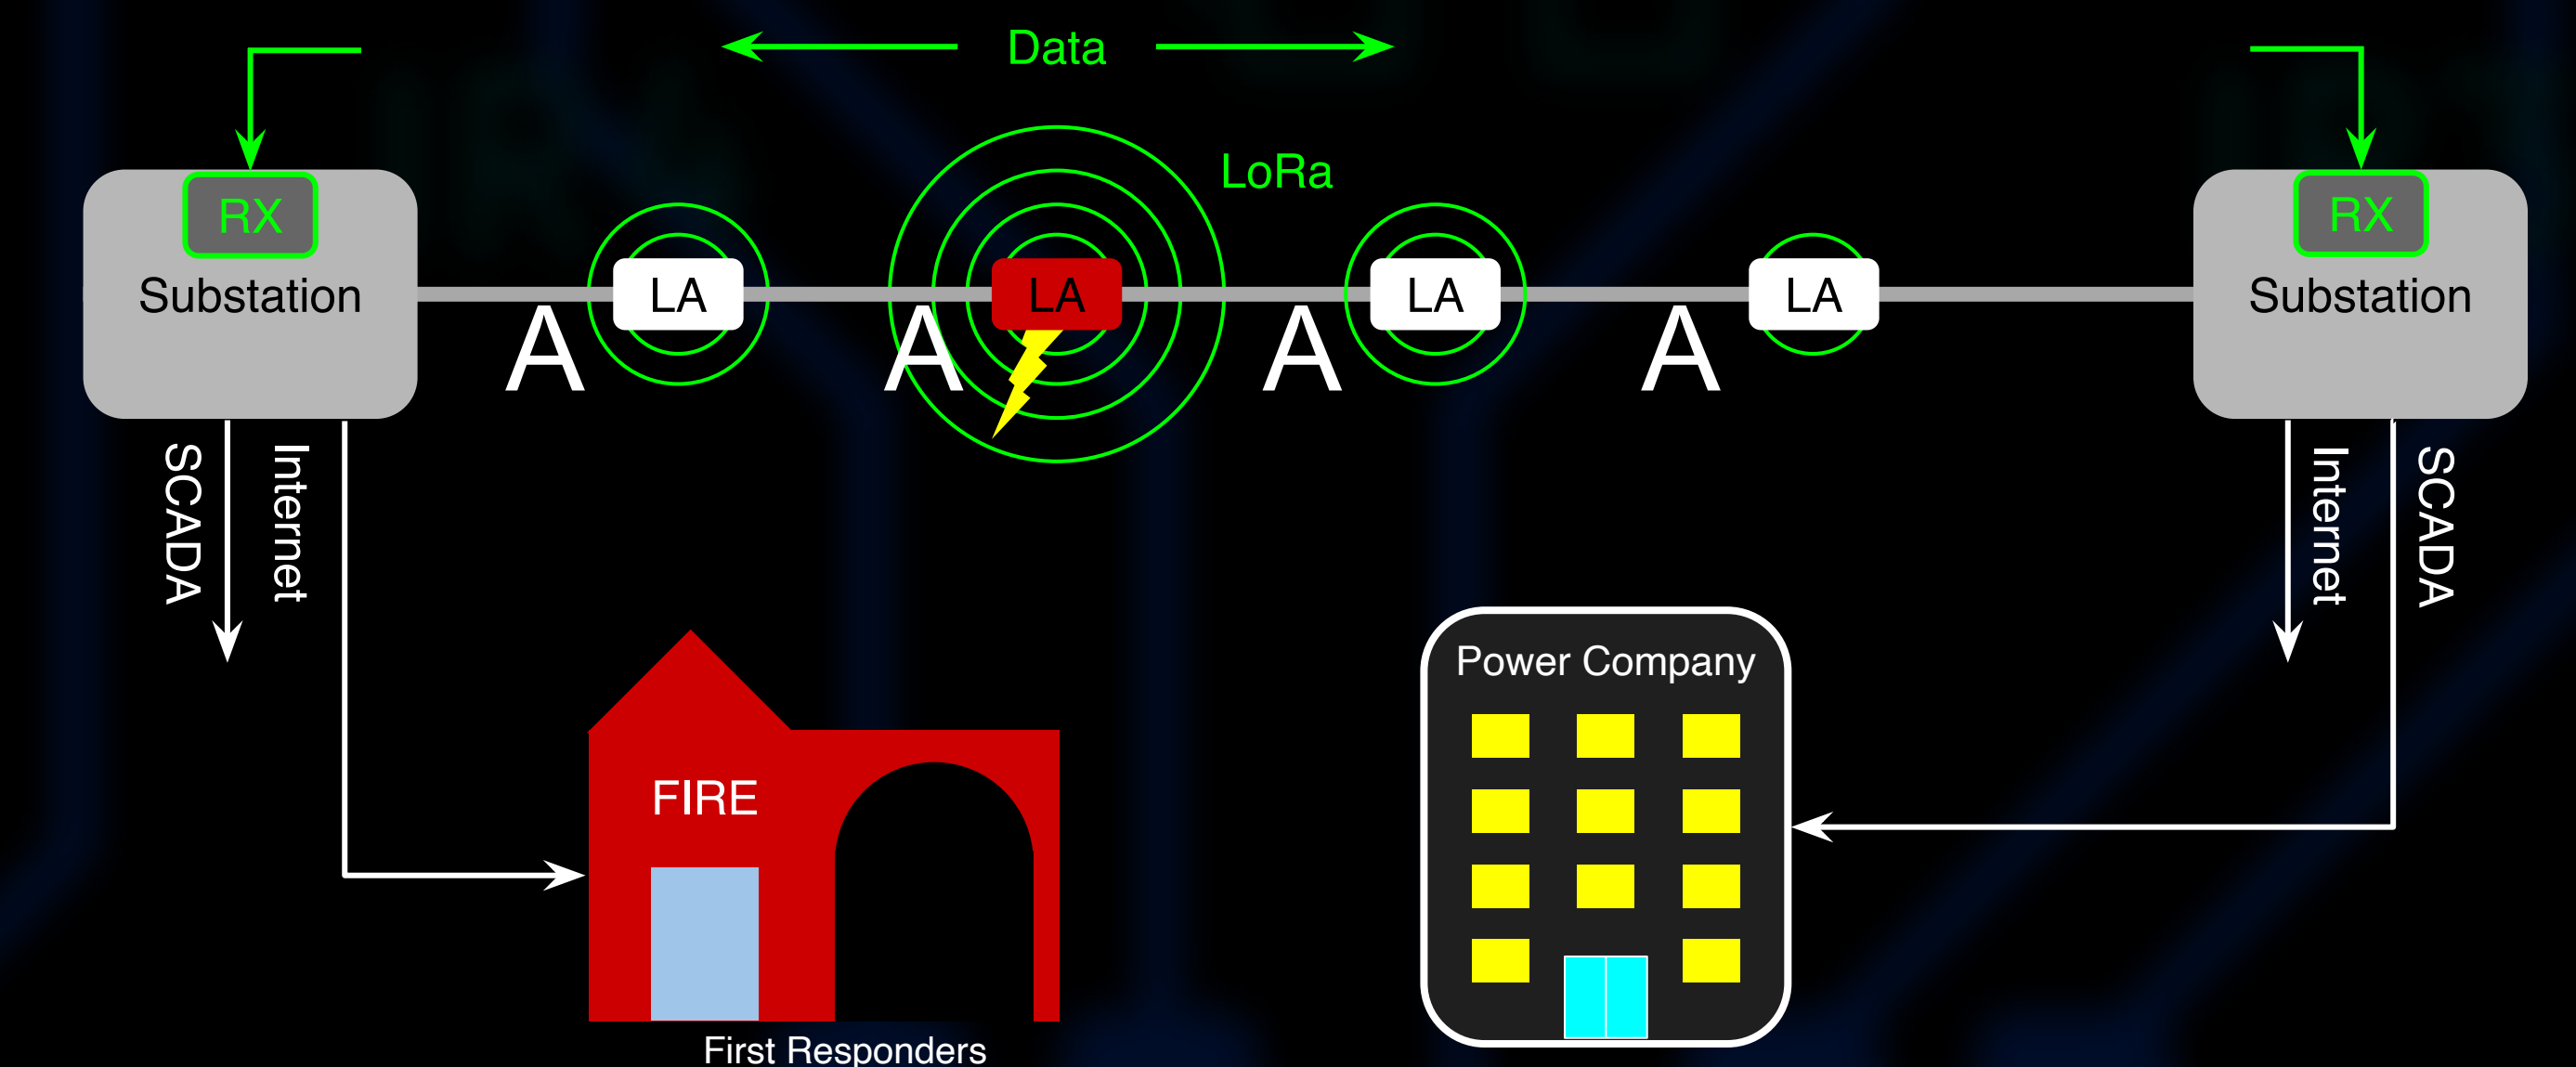 Data
LoRa
RX
RX
Substation
LA
LA
LA
LA
Substation
A
A
A
A
SCADA
Internet
Internet
SCADA
Power Company
FIRE
First Responders